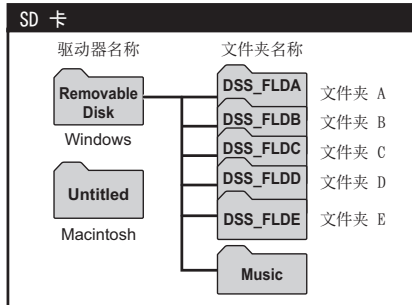 SD 卡
驱动器名称
文件夹名称
Removable
Disk
Windows
Untitled
Macintosh
DSS_FLDA
文件夹 A
DSS_FLDB
文件夹 B
DSS_FLDC
文件夹 C
DSS_FLDD
文件夹 D
DSS_FLDE
文件夹 E
Music